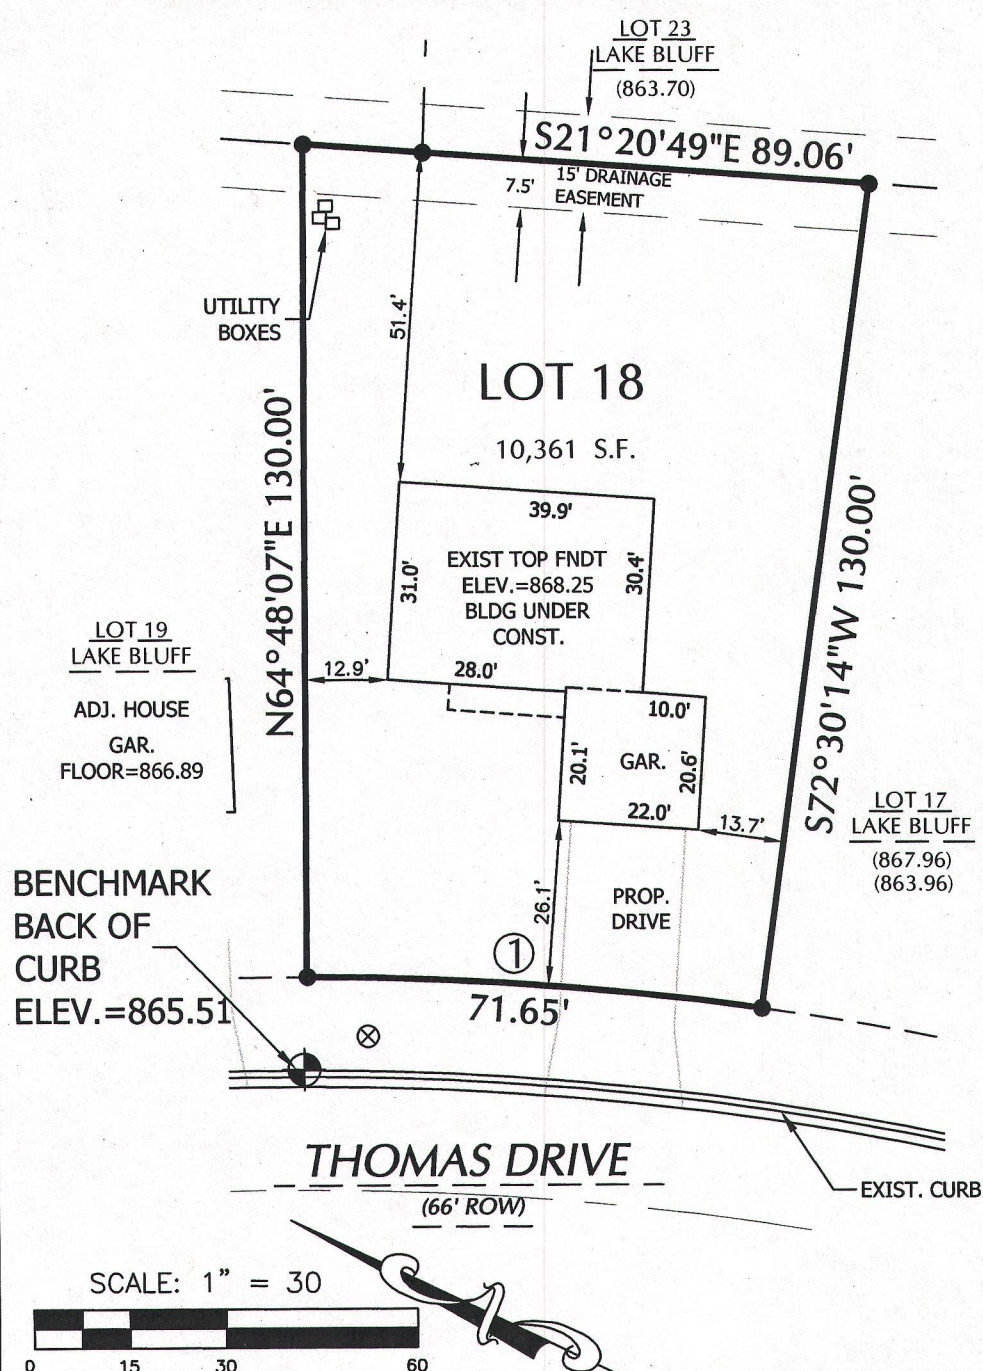 LOT 23
LAKE BLUFF
(863.70)
S21°20'49"E 89.06'
7.5'
15' DRAINAGE
EASEMENT
UTILITY
BOXES
51.4'
LOT 18
10,361 S.F.
N64°48'07"E 130.00'
S72°30'14"W 130.00'
39.9'
EXIST TOP FNDT
ELEV.=868.25
BLDG UNDER
CONST.
31.0'
30.4'
LOT 19
LAKE BLUFF
ADJ. HOUSE
GAR.
FLOOR=866.89
12.9'
28.0'
10.0'
GAR.
20.1'
20.6'
22.0'
13.7'
LOT 17
LAKE BLUFF
(867.96)
(863.96)
BENCHMARK
BACK OF
CURB
ELEV.=865.51
26.1'
PROP.
DRIVE
1
71.65'
THOMAS DRIVE
(66' ROW)
EXIST. CURB
SCALE: 1" = 30
0 15 30 60